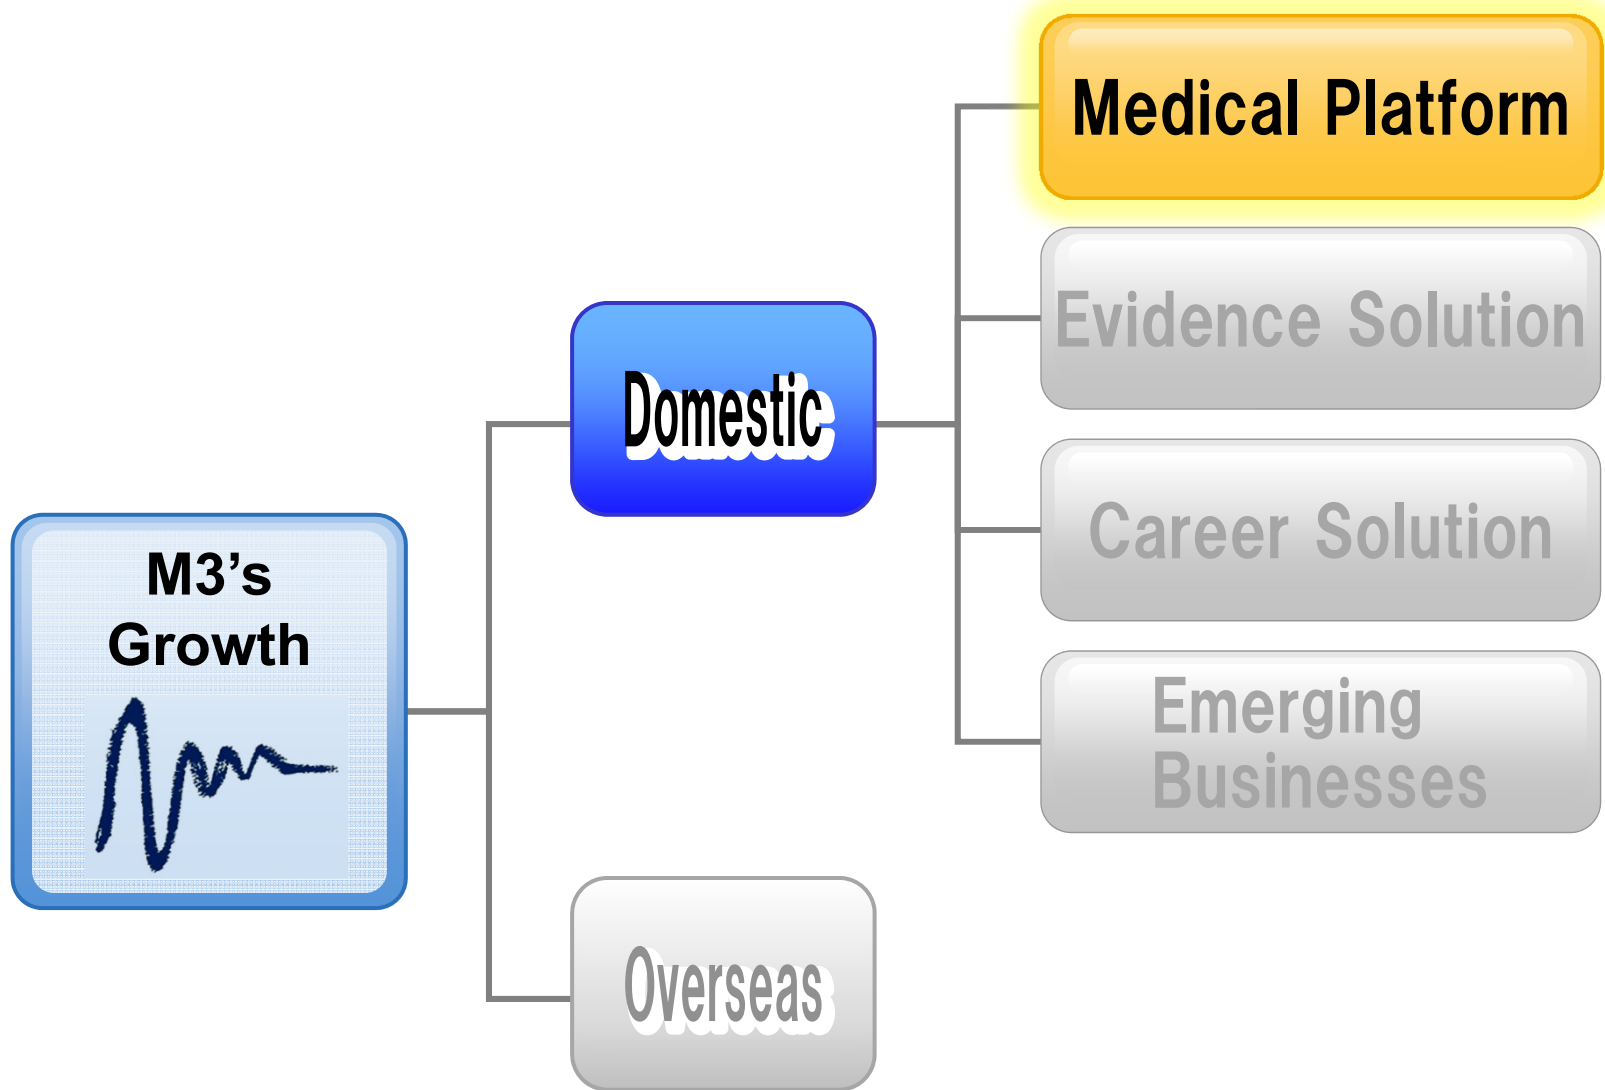 M3’s
Growth
Domestic
Overseas
Medical Platform
Evidence Solution
Career Solution
Emerging
Businesses